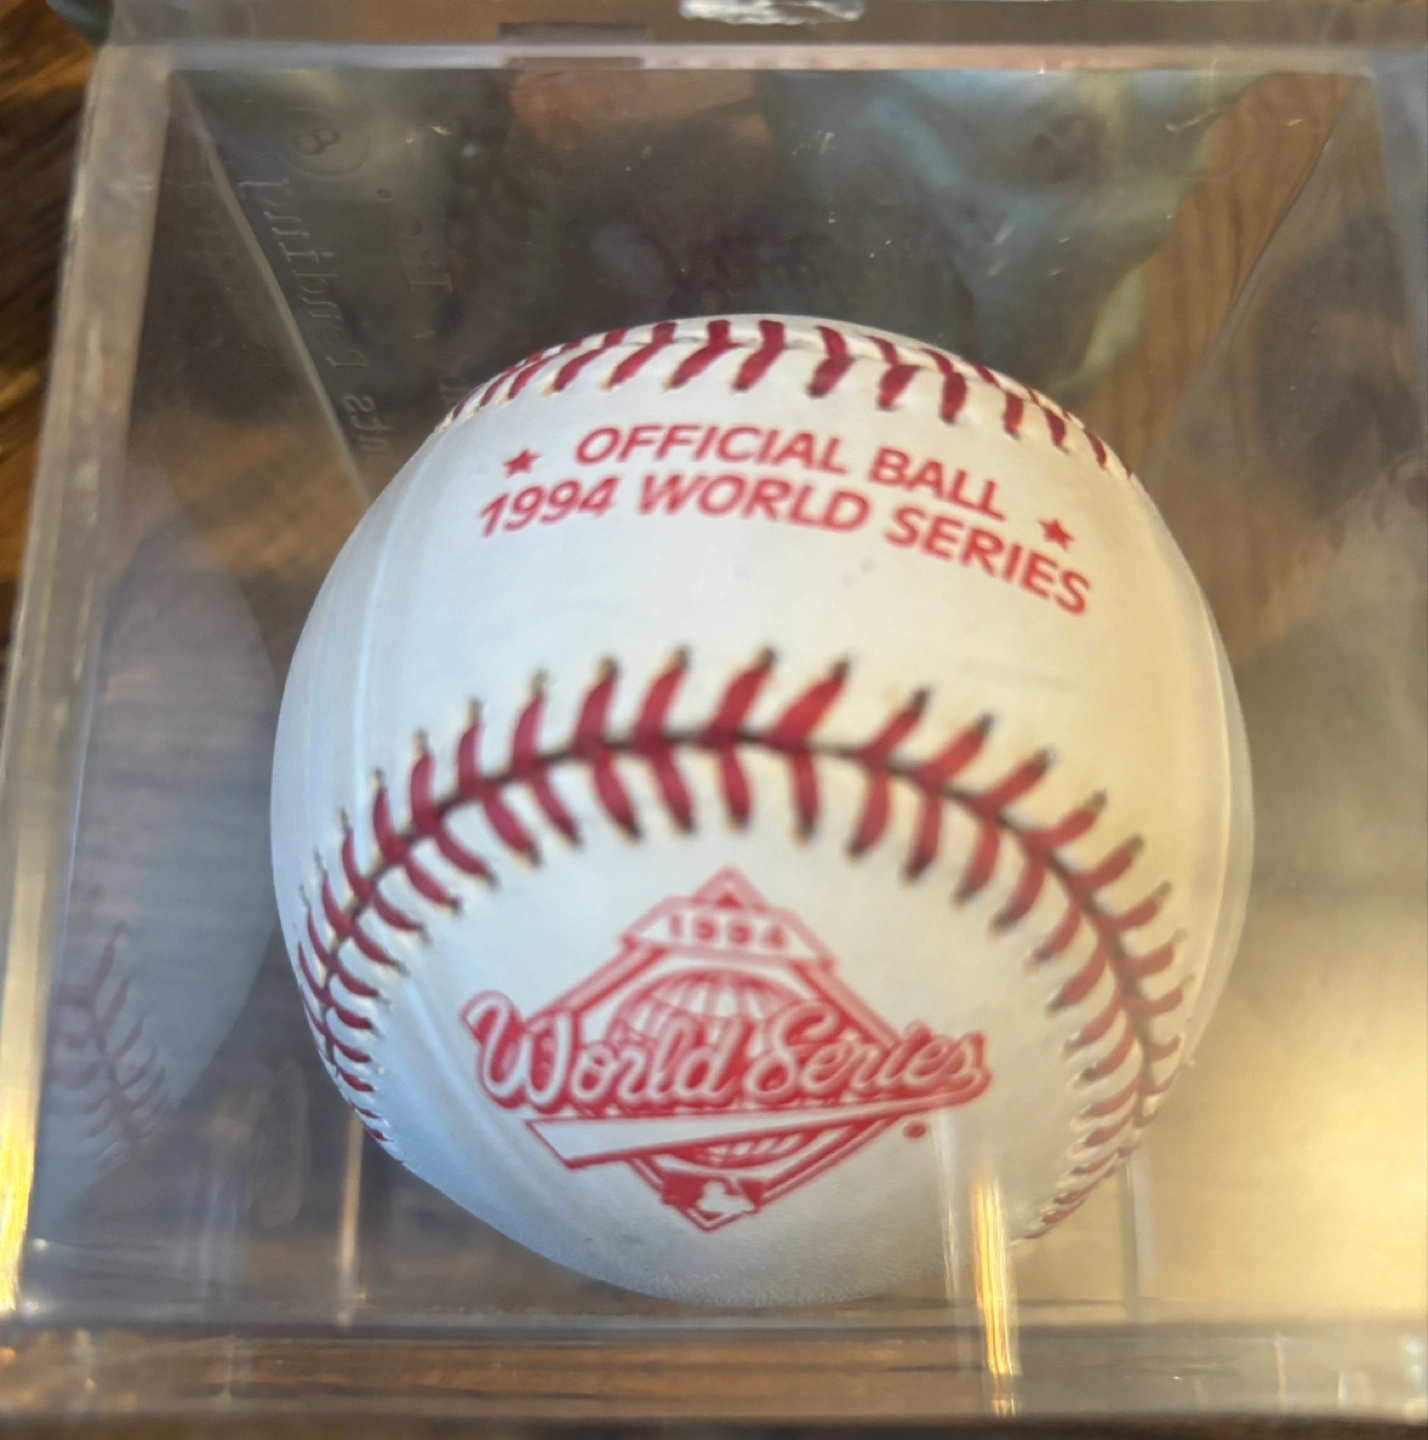 OFFICIAL BALL
1994 WORLD SERIES
1994
World Series